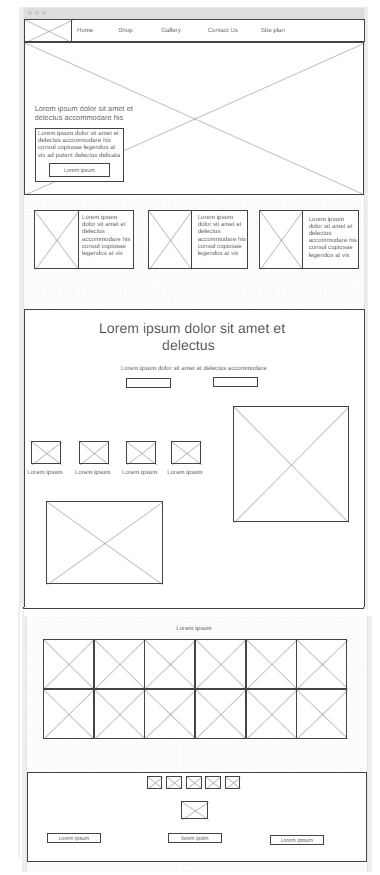 Home Shop Gallery Contact Us Site plan
Lorem ipsum dolor sit amet et
delectus accommodare his
Lorem ipsum dolor sit amet et
delectus accommodare his
consul copiosae legendos at
vix ad potent delectus delicata
Lorem ipsum
Lorem ipsum
dolor sit amet et
delectus
accommodare his
consul copiosae
legendos at vix
Lorem ipsum
dolor sit amet et
delectus
accommodare his
consul copiosae
legendos at vix
Lorem ipsum
dolor sit amet et
delectus
accommodare his
consul copiosae
legendos at vix
Lorem ipsum dolor sit amet et
delectus
Lorem ipsum dolor sit amet et delectus accommodare
Lorem ipsum Lorem ipsum Lorem ipsum Lorem ipsum
Lorem ipsum
Lorem ipsum lorem ipsim Lorem ipsum